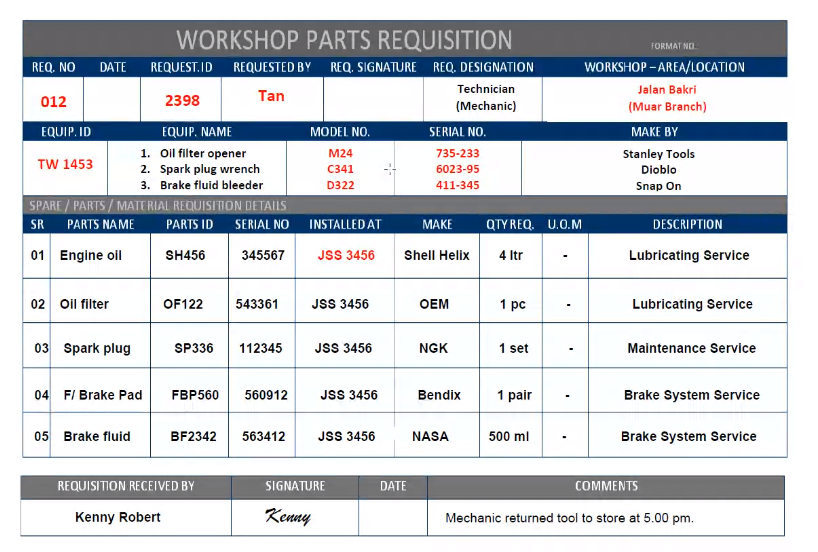 WORKSHOP PARTS REQUISITION
FORMAT NO..
REQ. NO DATE REQUEST.ID REQUESTED BY REQ. SIGNATURE REQ. DESIGNATION WORKSHOP – AREA/LOCATION
012 2398 Tan Technician (Mechanic) Jalan Bakri (Muar Branch)
EQUIP. ID EQUIP. NAME MODEL NO. SERIAL NO. MAKE BY
TW 1453
1. Oil filter opener M24 735-233 Stanley Tools
2. Spark plug wrench C341 6023-95 Dioblo
3. Brake fluid bleeder D322 411-345 Snap On
SPARE / PARTS / MATERIAL REQUISITION DETAILS
SR PARTS NAME PARTS ID SERIAL NO INSTALLED AT MAKE QTY REQ. U.O.M DESCRIPTION
01 Engine oil SH456 345567 JSS 3456 Shell Helix 4 ltr - Lubricating Service
02 Oil filter OF122 543361 JSS 3456 OEM 1 pc - Lubricating Service
03 Spark plug SP336 112345 JSS 3456 NGK 1 set - Maintenance Service
04 F/ Brake Pad FBP560 560912 JSS 3456 Bendix 1 pair - Brake System Service
05 Brake fluid BF2342 563412 JSS 3456 NASA 500 ml - Brake System Service
REQUISITION RECEIVED BY SIGNATURE DATE COMMENTS
Kenny Robert Kenny Mechanic returned tool to store at 5.00 pm.